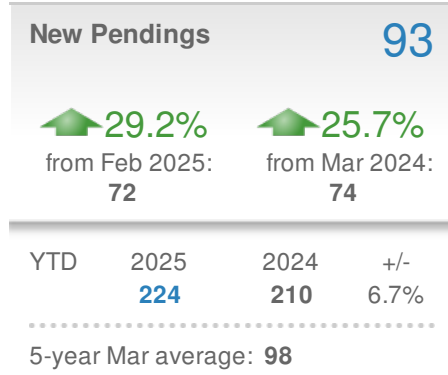 New Pendings 93
29.2% 25.7%
from Feb 2025: from Mar 2024:
72 74
YTD 2025 2024 +/-
224 210 6.7%
5-year Mar average: 98